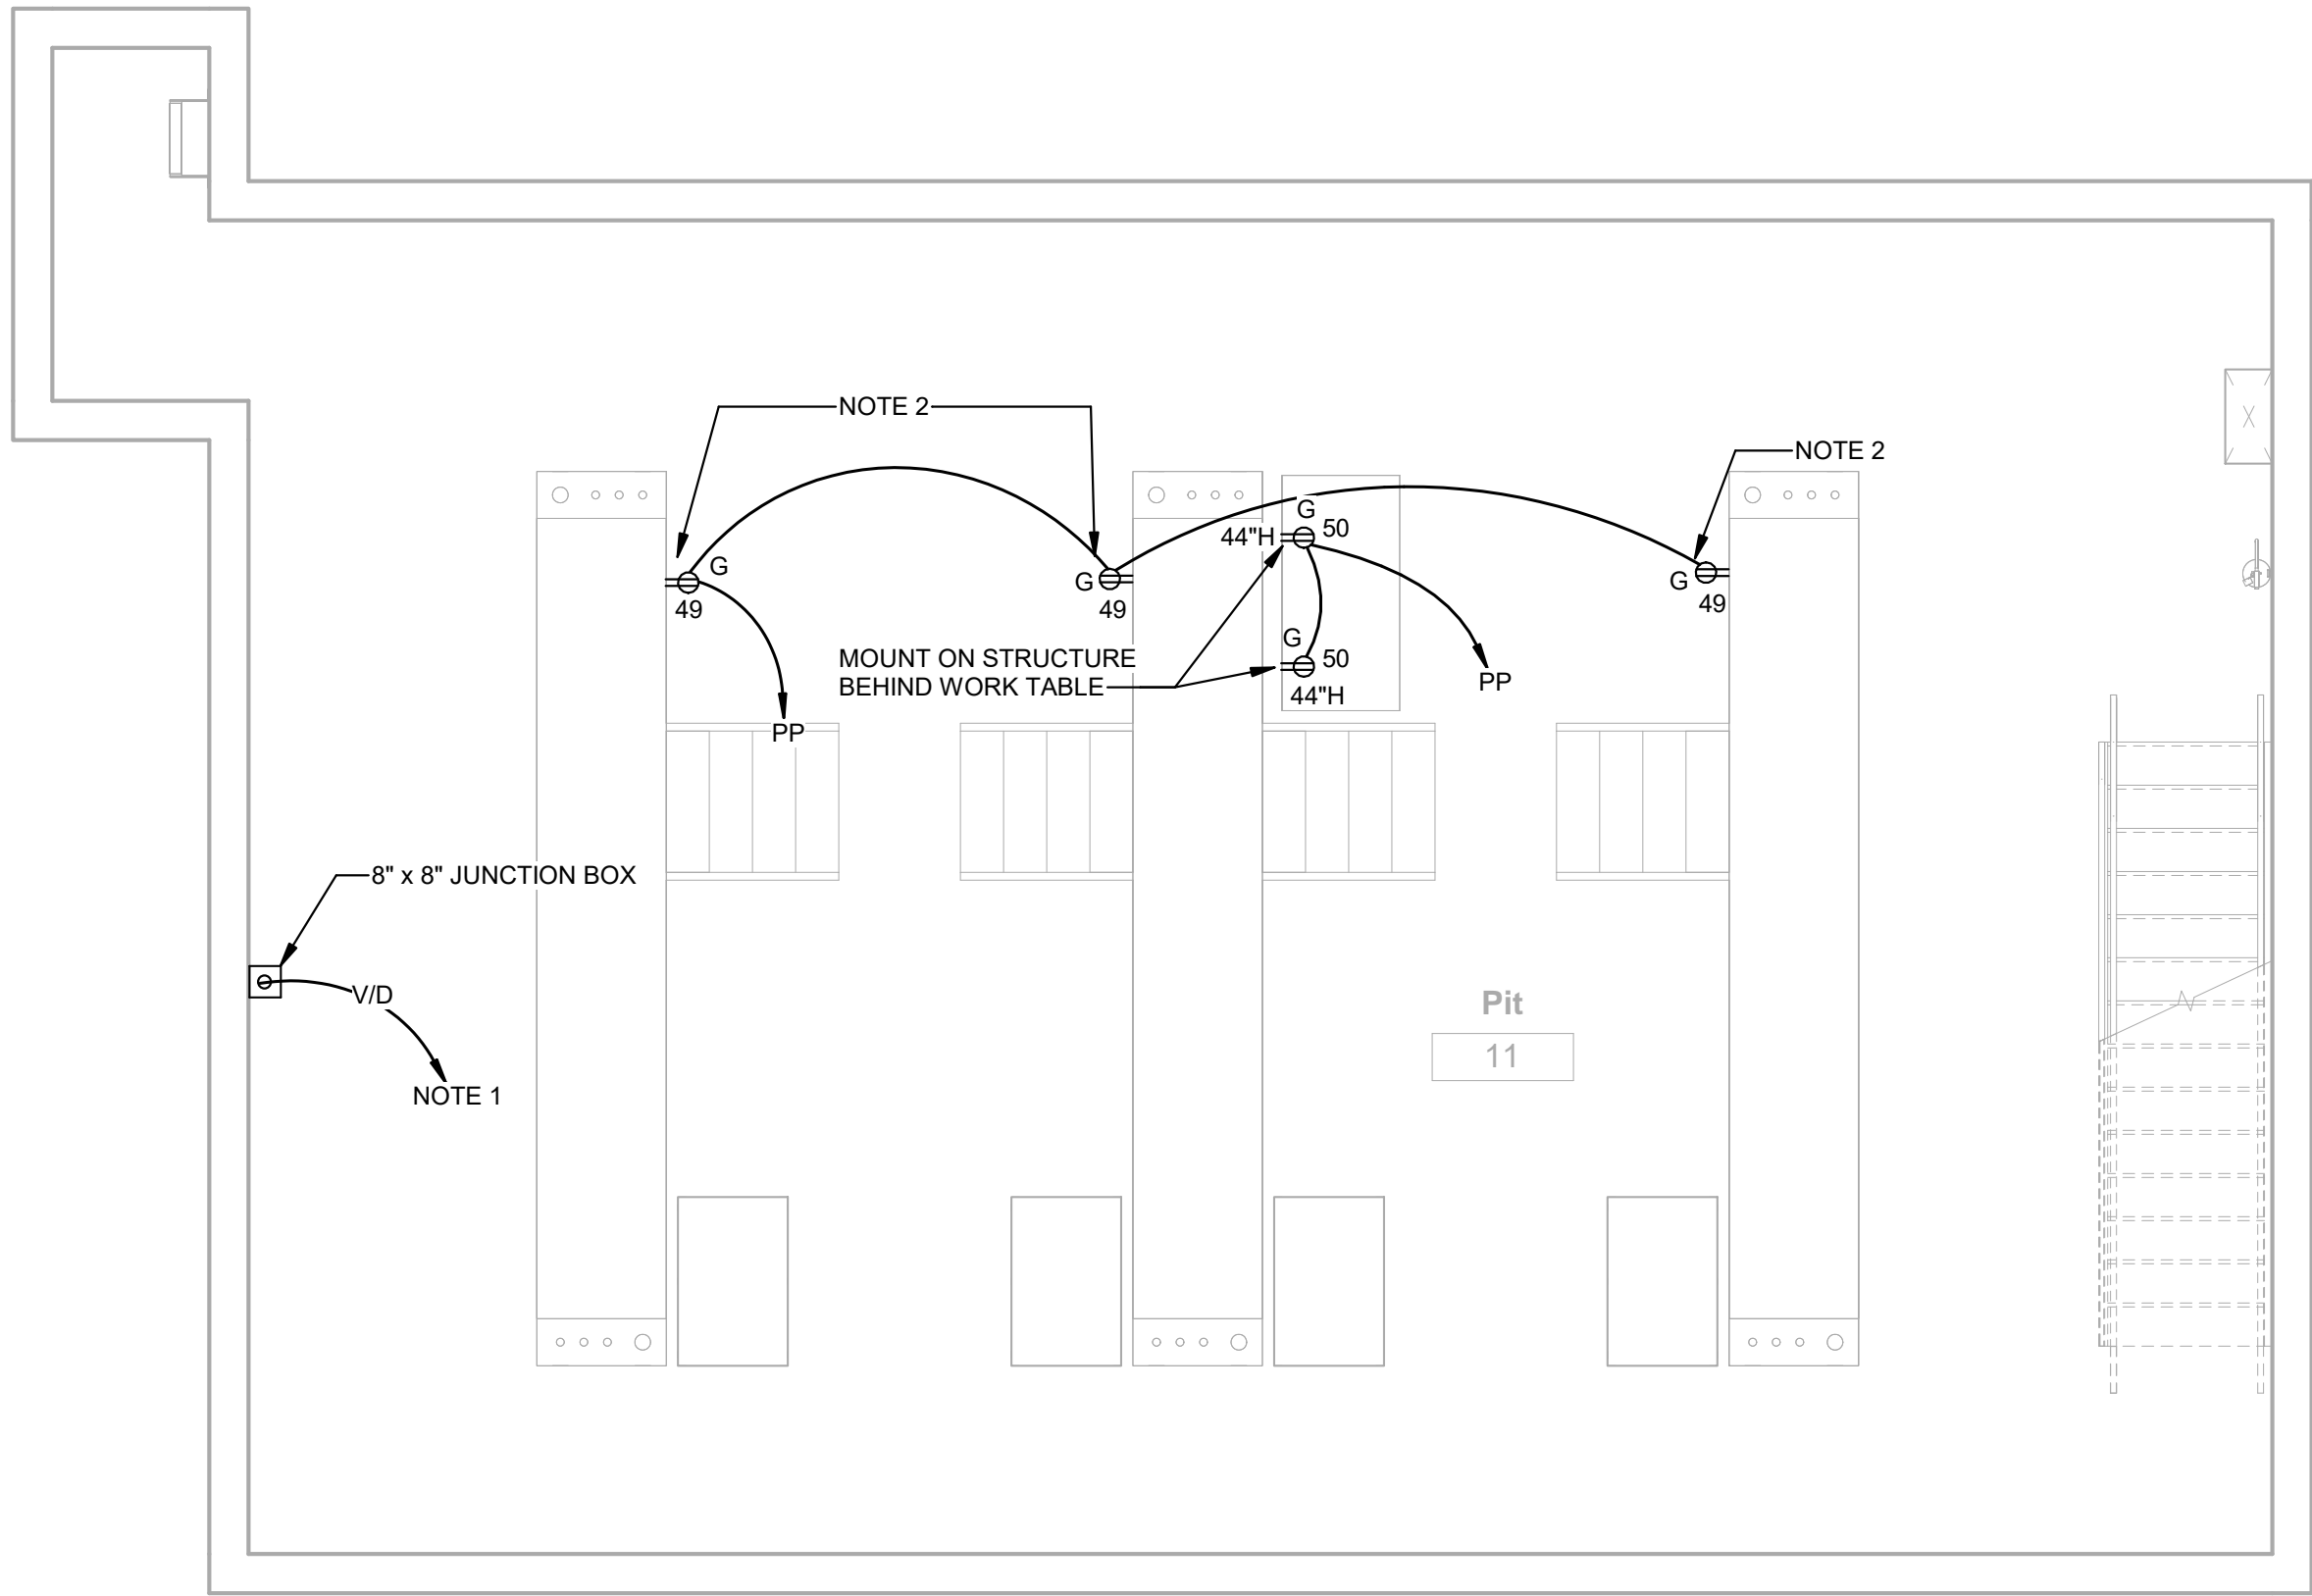 NOTE 2
NOTE 2
G
44"H
50
G
49
G
49
G
49
G
50
44"H
MOUNT ON STRUCTURE
BEHIND WORK TABLE
PP
PP
8" x 8" JUNCTION BOX
V/D
NOTE 1
Pit
11